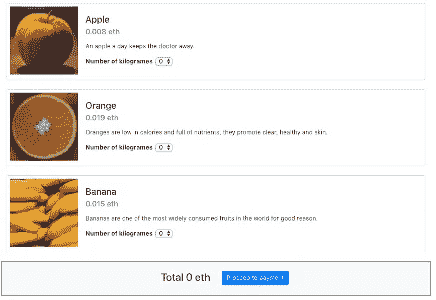 Apple
0.008 eth
An apple a day keeps the doctor away.
Number of kilogrames 0
Orange
0.019 eth
Oranges are low in calories and full of nutrients, they promote clear, healthy and skin.
Number of kilogrames 0
Banana
0.015 eth
Bananas are one of the most widely consumed fruits in the world for good reason.
Number of kilogrames 0
Total 0 eth
Proceed to payment